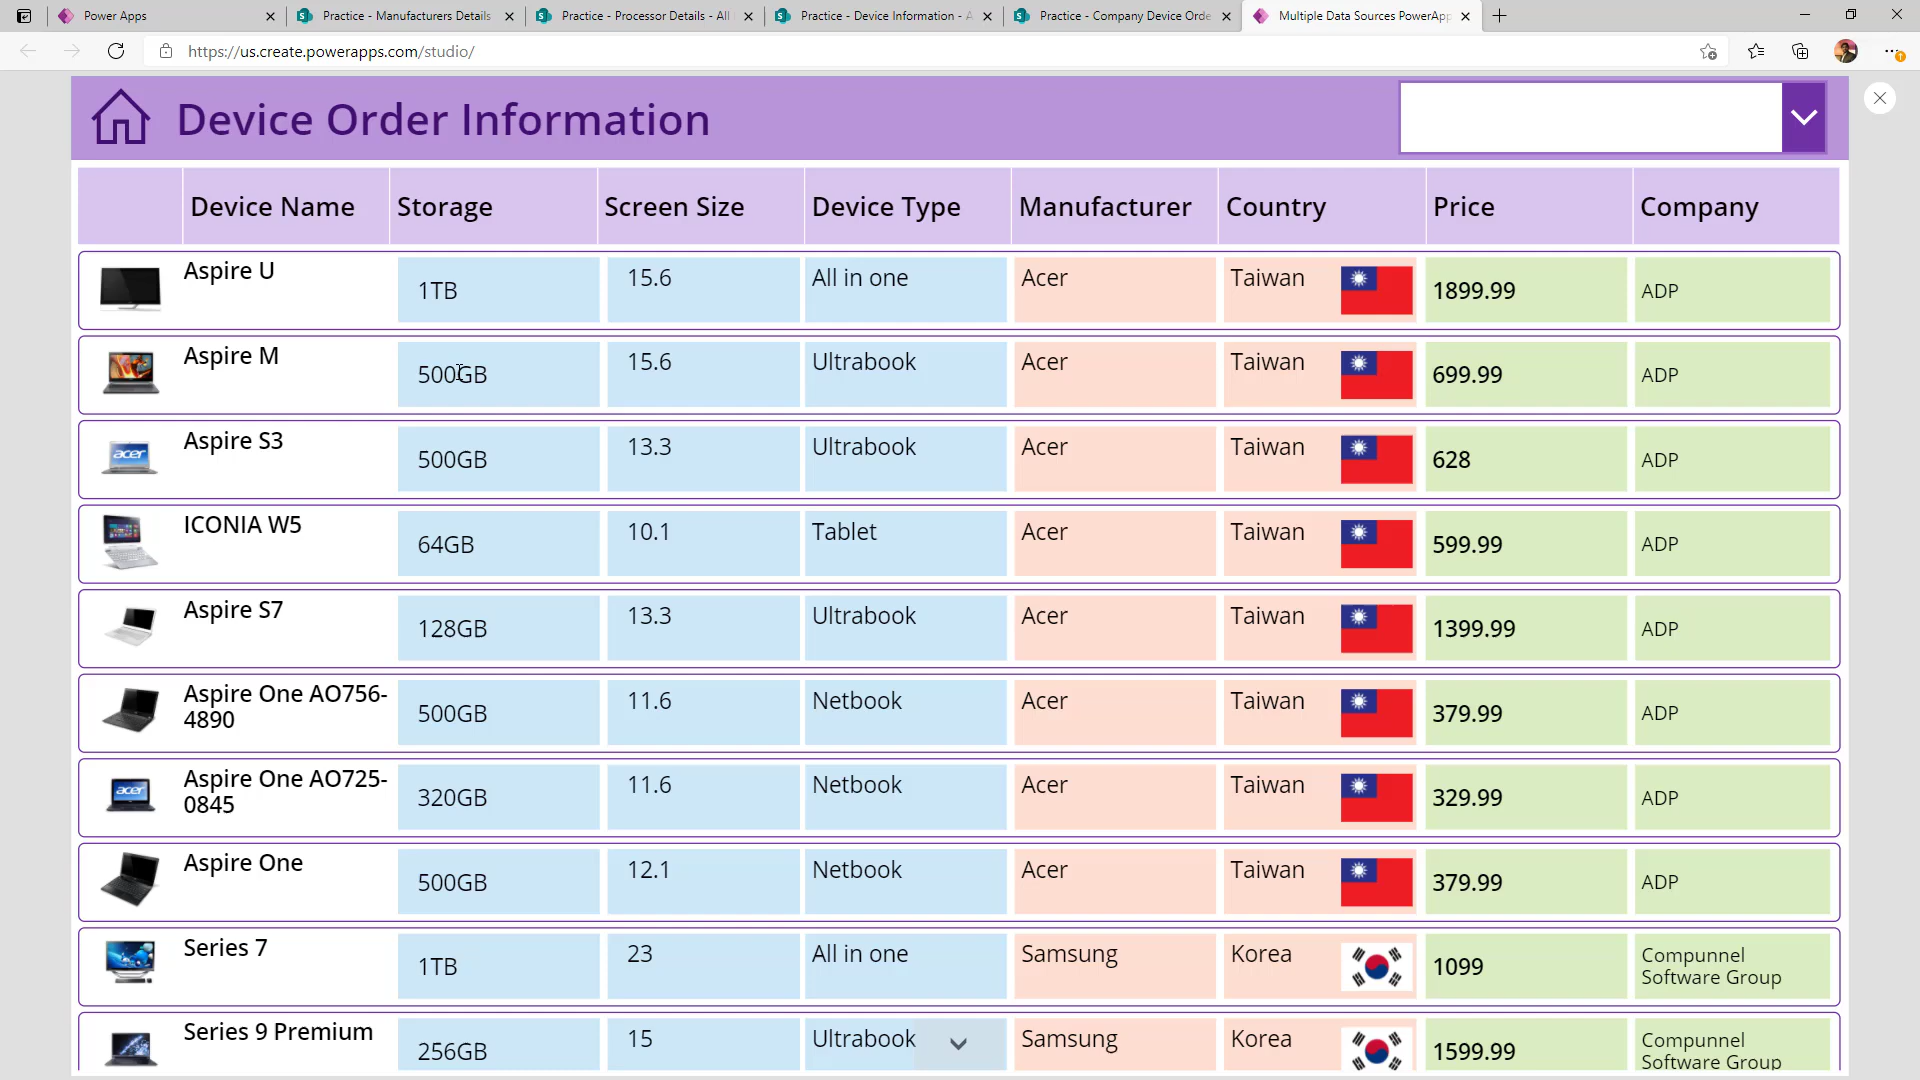 Power Apps
Practice - Manufacturers Details
Practice - Processor Details - All
Practice - Device Information - A
Practice - Company Device Orde
Multiple Data Sources PowerApp
https://us.create.powerapps.com/studio/
Device Order Information
Device Name Storage Screen Size Device Type Manufacturer Country Price Company
Aspire U 1TB 15.6 All in one Acer Taiwan 1899.99 ADP
Aspire M 500GB 15.6 Ultrabook Acer Taiwan 699.99 ADP
Aspire S3 500GB 13.3 Ultrabook Acer Taiwan 628 ADP
acer
ICONIA W5 64GB 10.1 Tablet Acer Taiwan 599.99 ADP
Aspire S7 128GB 13.3 Ultrabook Acer Taiwan 1399.99 ADP
Aspire One AO756-
4890
500GB 11.6 Netbook Acer Taiwan 379.99 ADP
acer
Aspire One AO725-
0845
320GB 11.6 Netbook Acer Taiwan 329.99 ADP
Aspire One 500GB 12.1 Netbook Acer Taiwan 379.99 ADP
Series 7 1TB 23 All in one Samsung Korea 1099
Compunnel
Software Group
Series 9 Premium 256GB 15 Ultrabook Samsung Korea 1599.99
Compunnel
Software Group